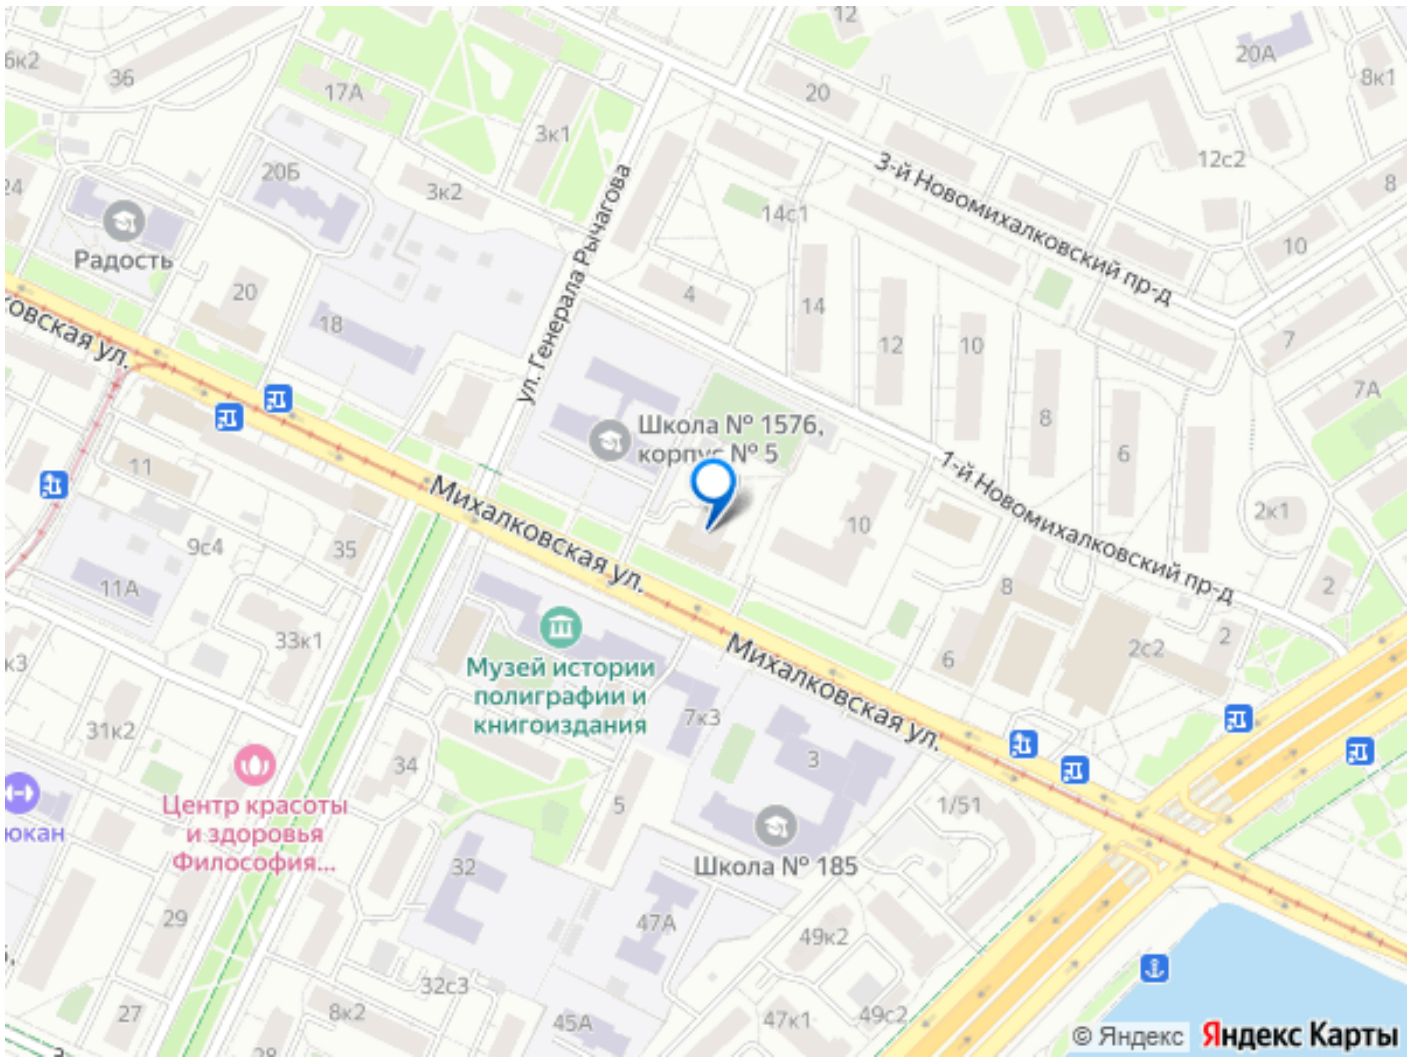 12
6к2
36
17А
20
20А
8к1
3к1
3-й Новомихалковский пр-д
12с2
24
20Б
3к2
ул. Генерала Рычагова
14с1
8
Радость
10
20
4
14
18
12
10
7
ковская ул.
7А
8
Школа № 1576,
корпус № 5
6
11
1-й Новомихалковский пр-д
Михалковская ул.
2к1
10
9с4
35
11А
8
2
33к1
2
2с2
к3
Музей истории
полиграфии и
книгоиздания
Михалковская ул.
6
7к3
31к2
34
3
Центр красоты
и здоровья
Философия...
5
1/51
юкан
32
Школа № 185
29
47А
49к2
32с3
27
8к2
45А
47к1
49с2
28
© Яндекс
Яндекс Карты